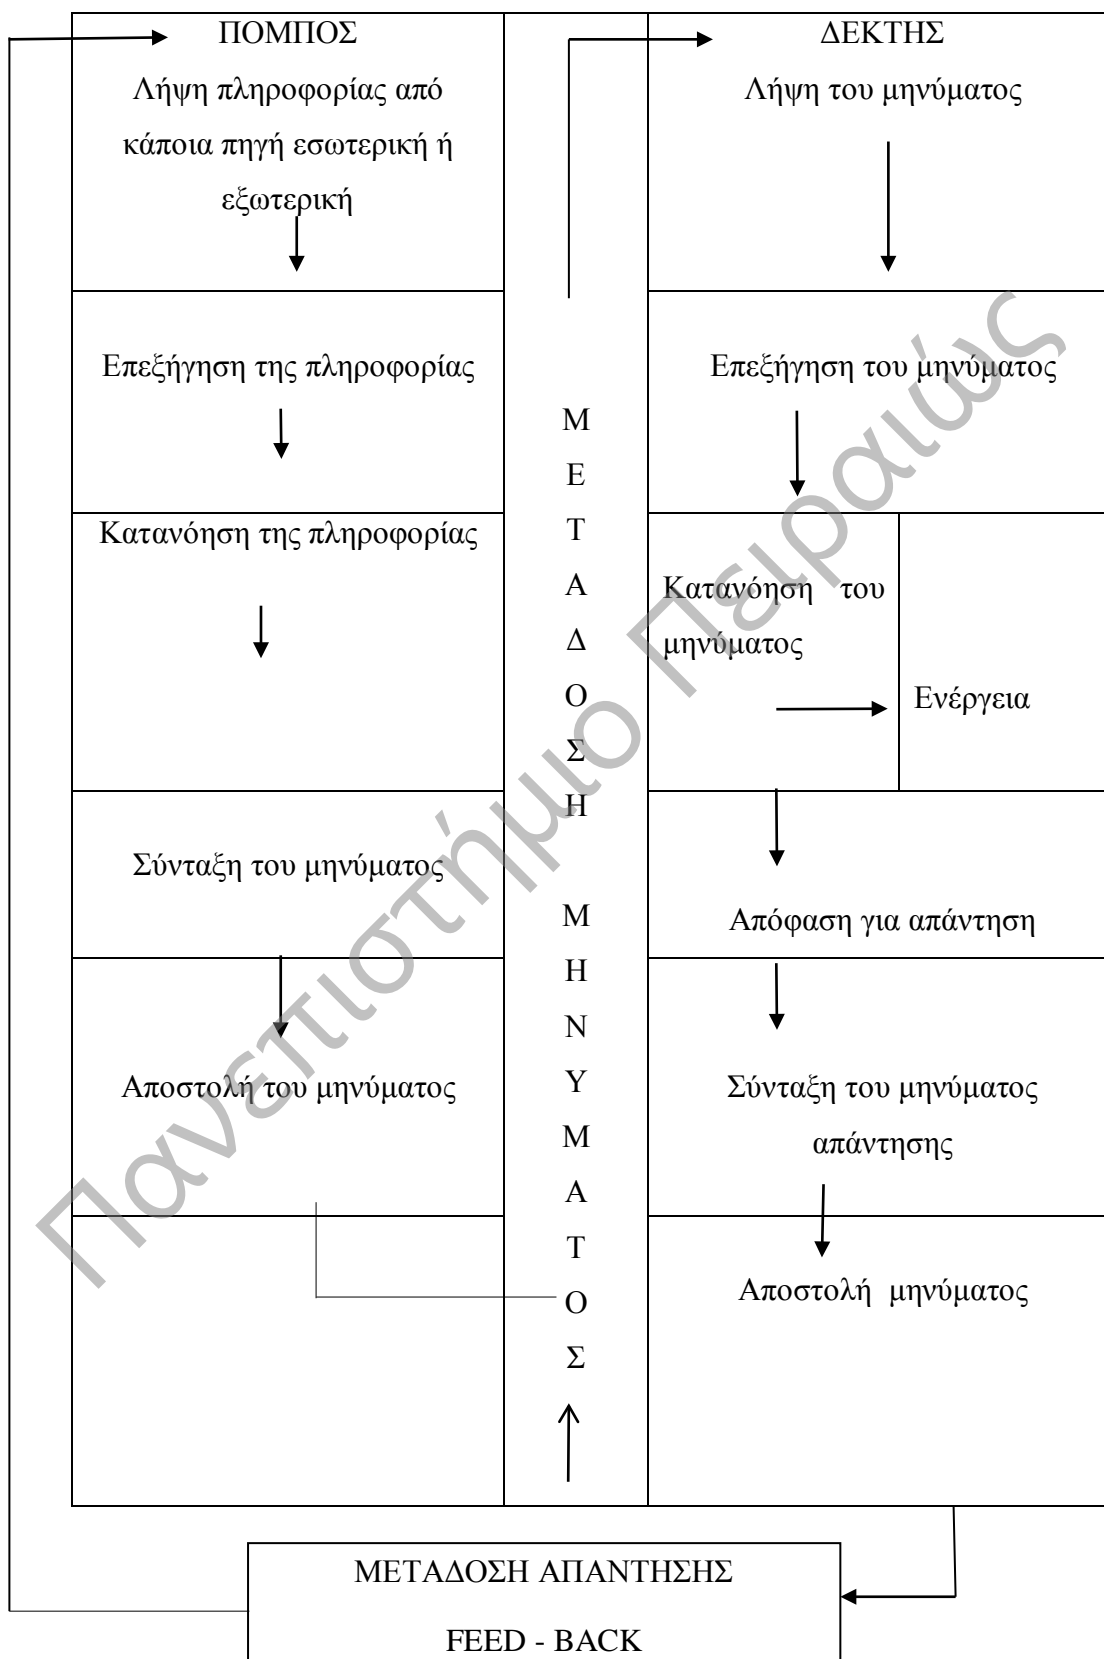 ΠΟΜΠΟΣ
Λήψη πληροφορίας από
κάποια πηγή εσωτερική ή
εξωτερική
Επεξήγηση της πληροφορίας
Κατανόηση της πληροφορίας
Σύνταξη του μηνύματος
Αποστολή του μηνύματος
ΜΕΤΑΔΟΣΗ ΜΗΝΥΜΑΤΟΣ
ΔΕΚΤΗΣ
Λήψη του μηνύματος
Επεξήγηση του μηνύματος
Κατανόηση του
μηνύματος
Ενέργεια
Απόφαση για απάντηση
Σύνταξη του μηνύματος
απάντησης
Αποστολή μηνύματος
ΜΕΤΑΔΟΣΗ ΑΠΑΝΤΗΣΗΣ
FEED - BACK
Πανεπιστήμιο Πειραιώς